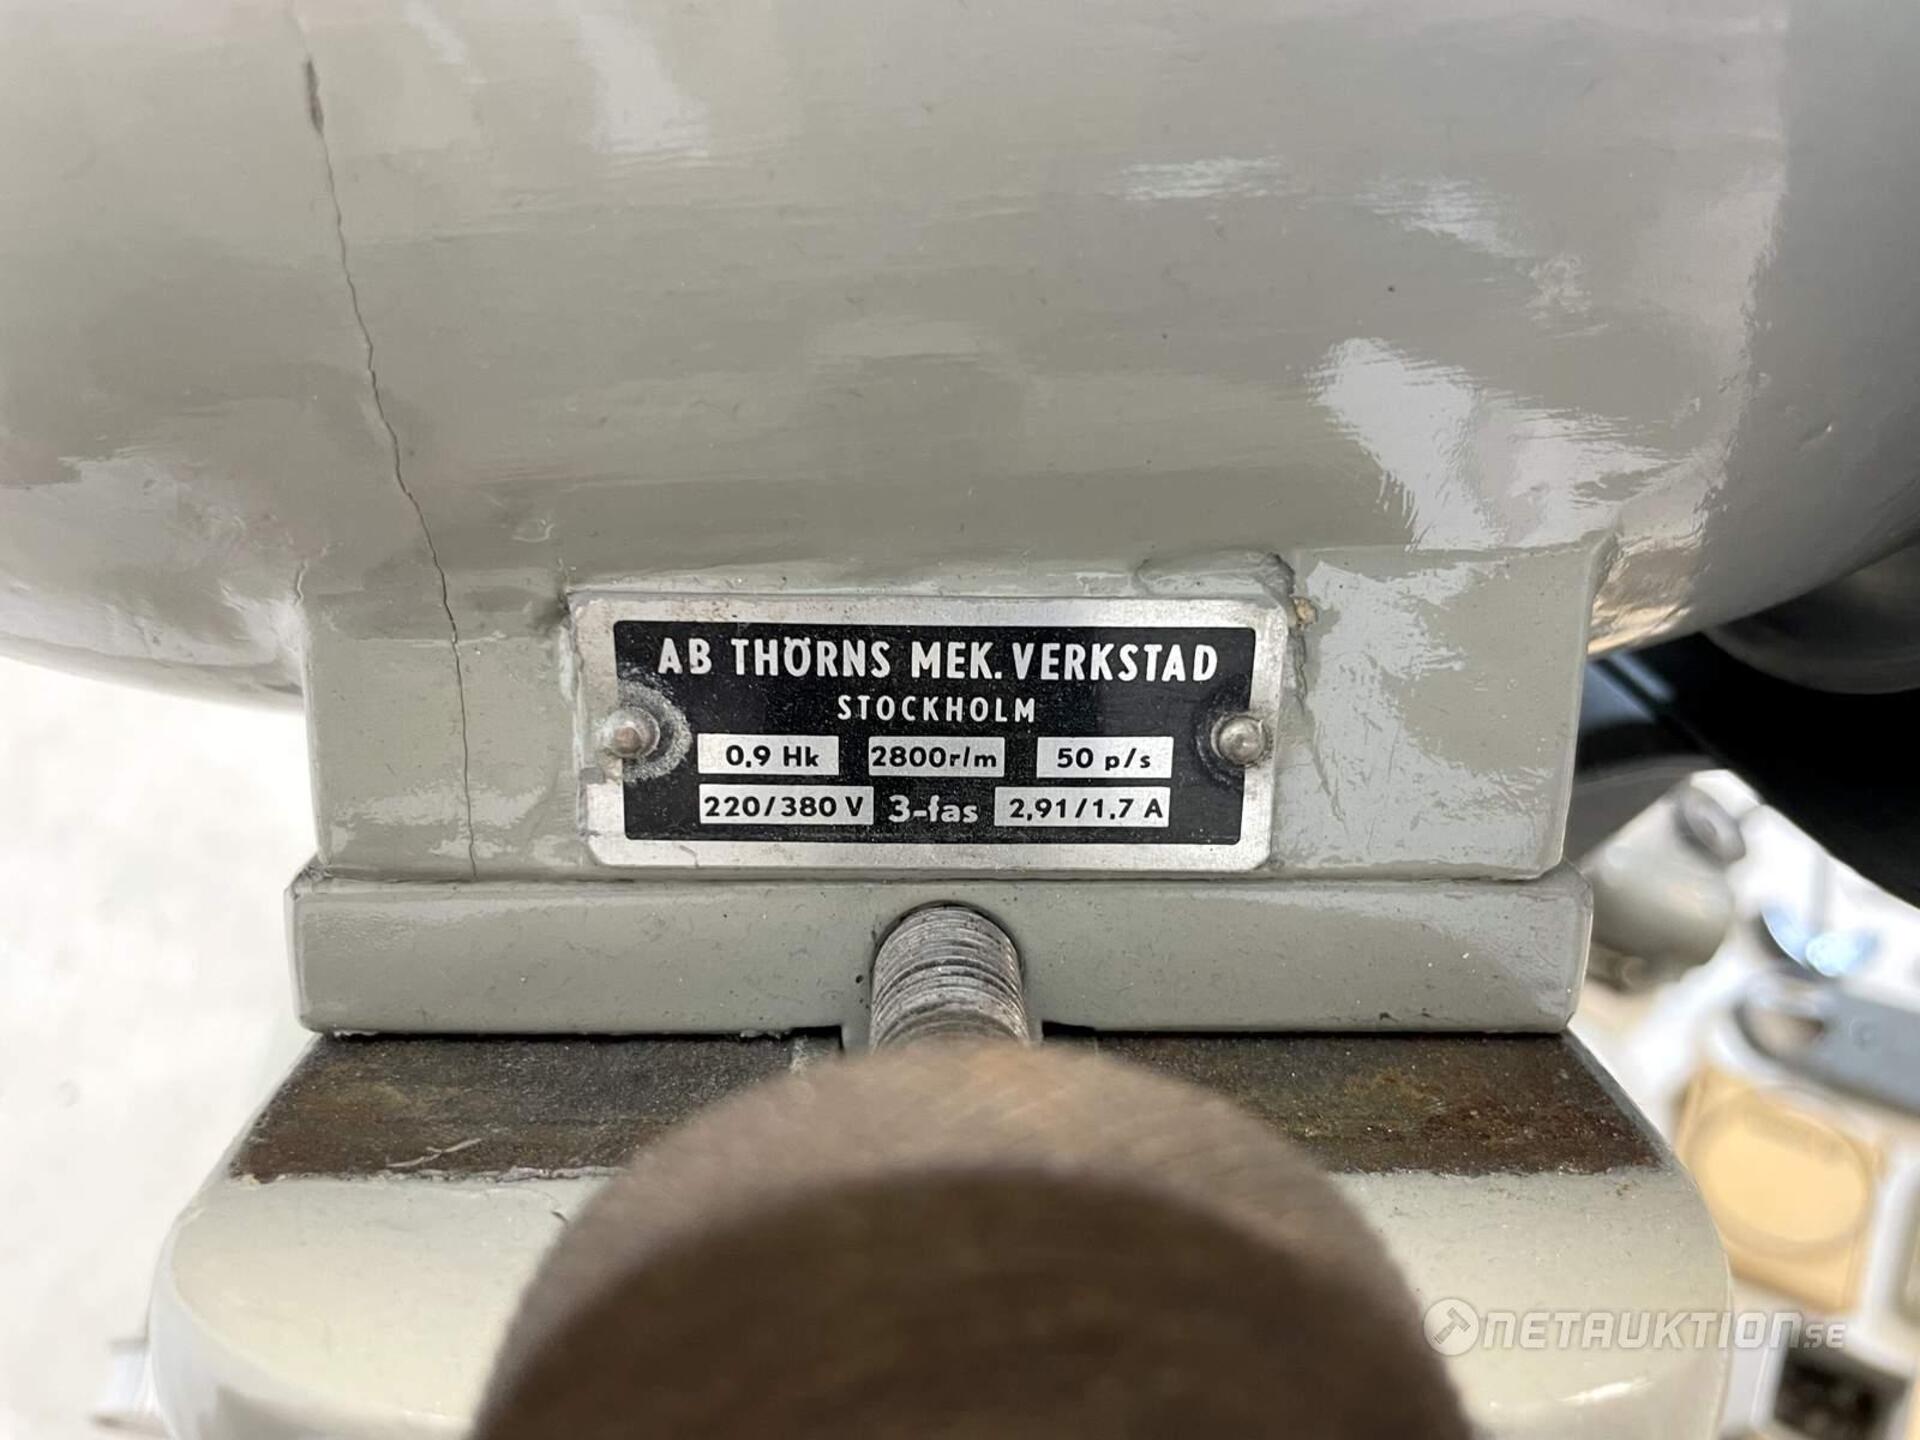 AB THÖRNS MEK. VERKSTAD
STOCKHOLM
0,9 Hk 2800r/m 50 p/s
220/380 V 3-fas 2,91/1,7 A
NETAUKTION.SE